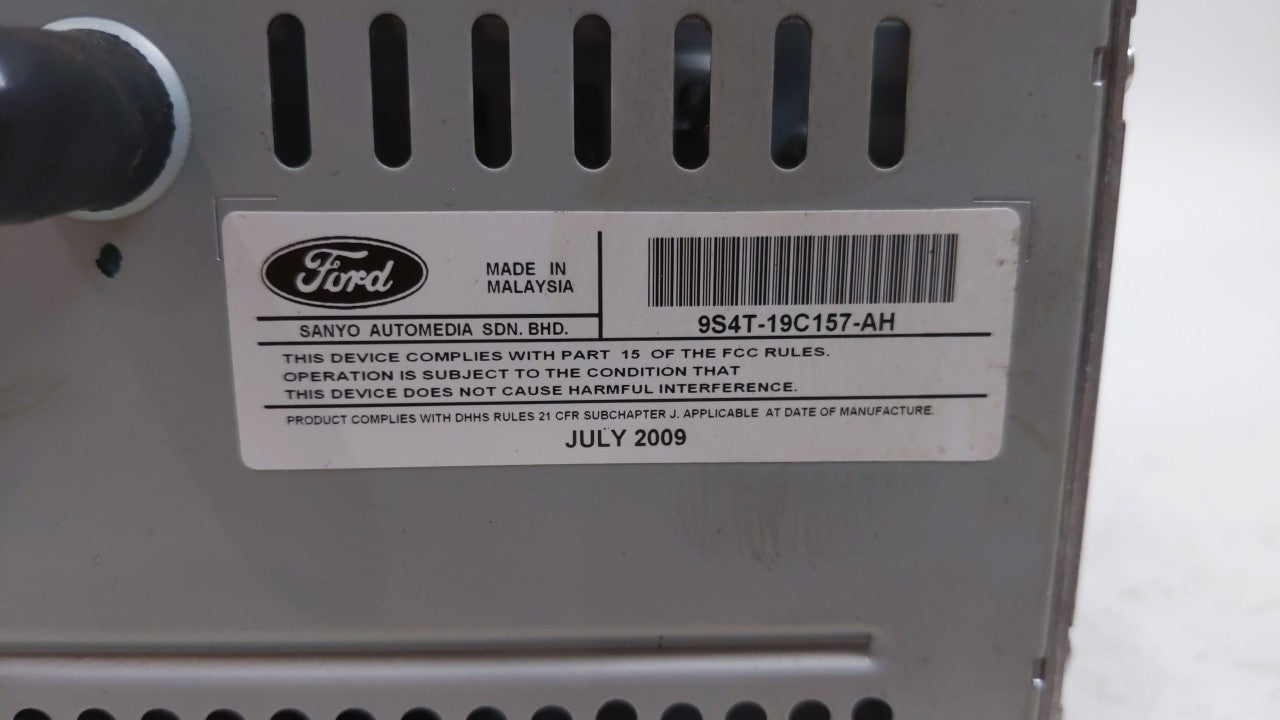 Ford
MADE IN
MALAYSIA
SANYO AUTOMEDIA SDN. BHD.
9S4T-19C157-AH
THIS DEVICE COMPLIES WITH PART 15 OF THE FCC RULES.
OPERATION IS SUBJECT TO THE CONDITION THAT
THIS DEVICE DOES NOT CAUSE HARMFUL INTERFERENCE.
PRODUCT COMPLIES WITH DHHS RULES 21 CFR SUBCHAPTER J. APPLICABLE AT DATE OF MANUFACTURE.
JULY 2009